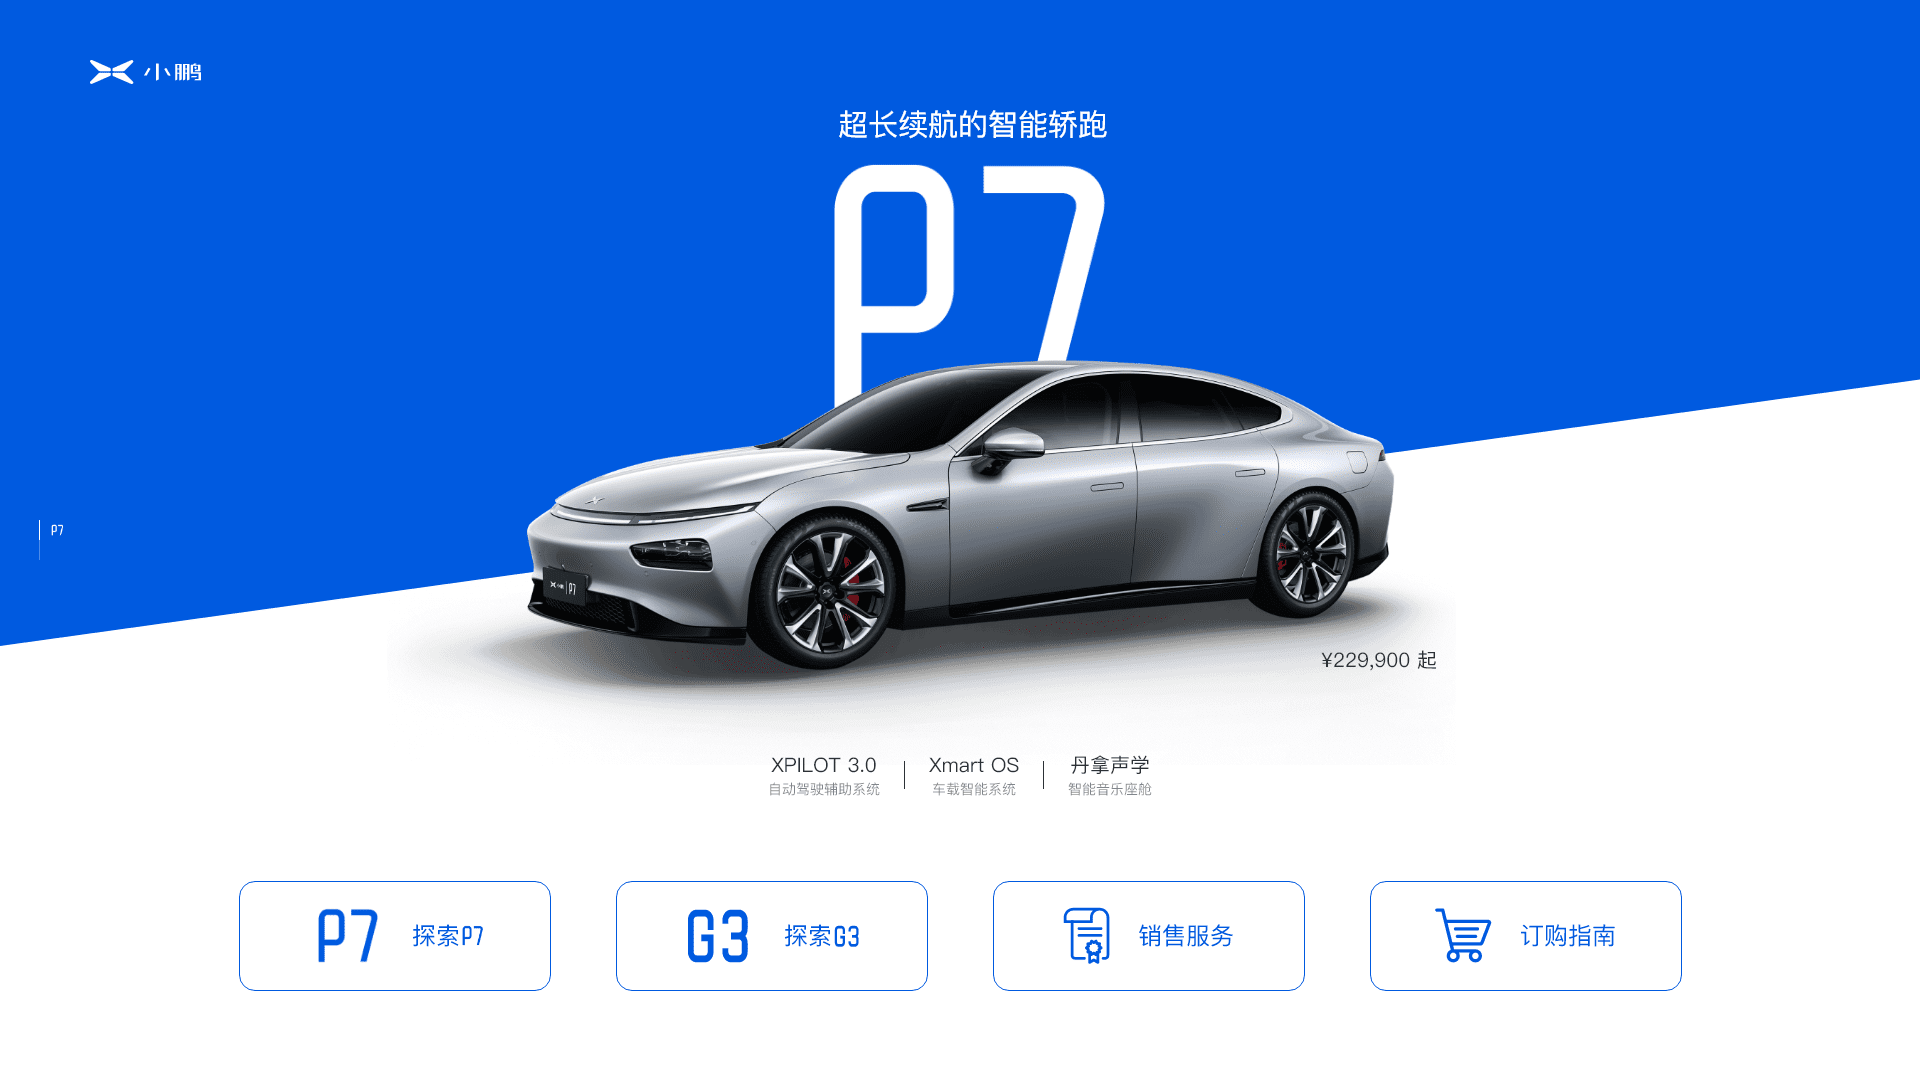 小鹏
超长续航的智能轿跑
P7
P7
小鹏 P7
¥229,900 起
XPILOT 3.0
自动驾驶辅助系统
Xmart OS
车载智能系统
丹拿声学
智能音乐座舱
P7 探索P7
G3 探索G3
销售服务
订购指南